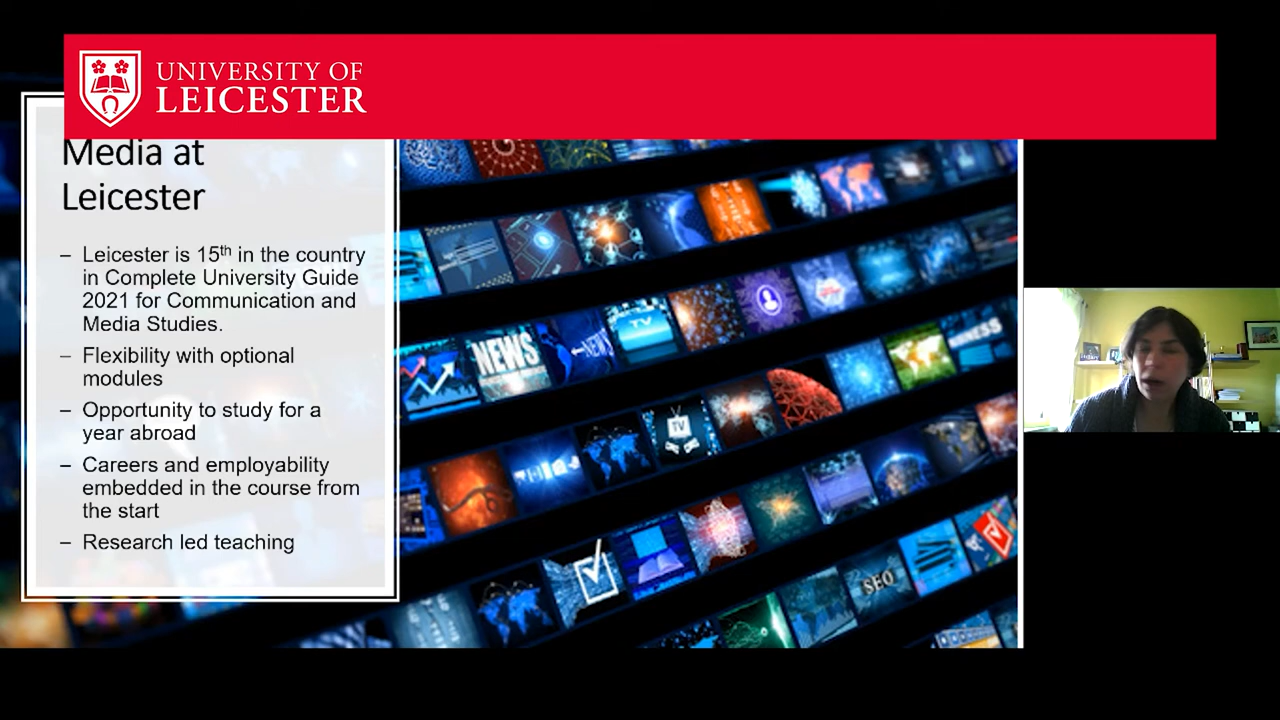 UNIVERSITY OF
LEICESTER
Media at
Leicester
– Leicester is 15th in the country
in Complete University Guide
2021 for Communication and
Media Studies.
– Flexibility with optional
modules
– Opportunity to study for a
year abroad
– Careers and employability
embedded in the course from
the start
– Research led teaching
NEWS
NEWS
TV
TV
SEO